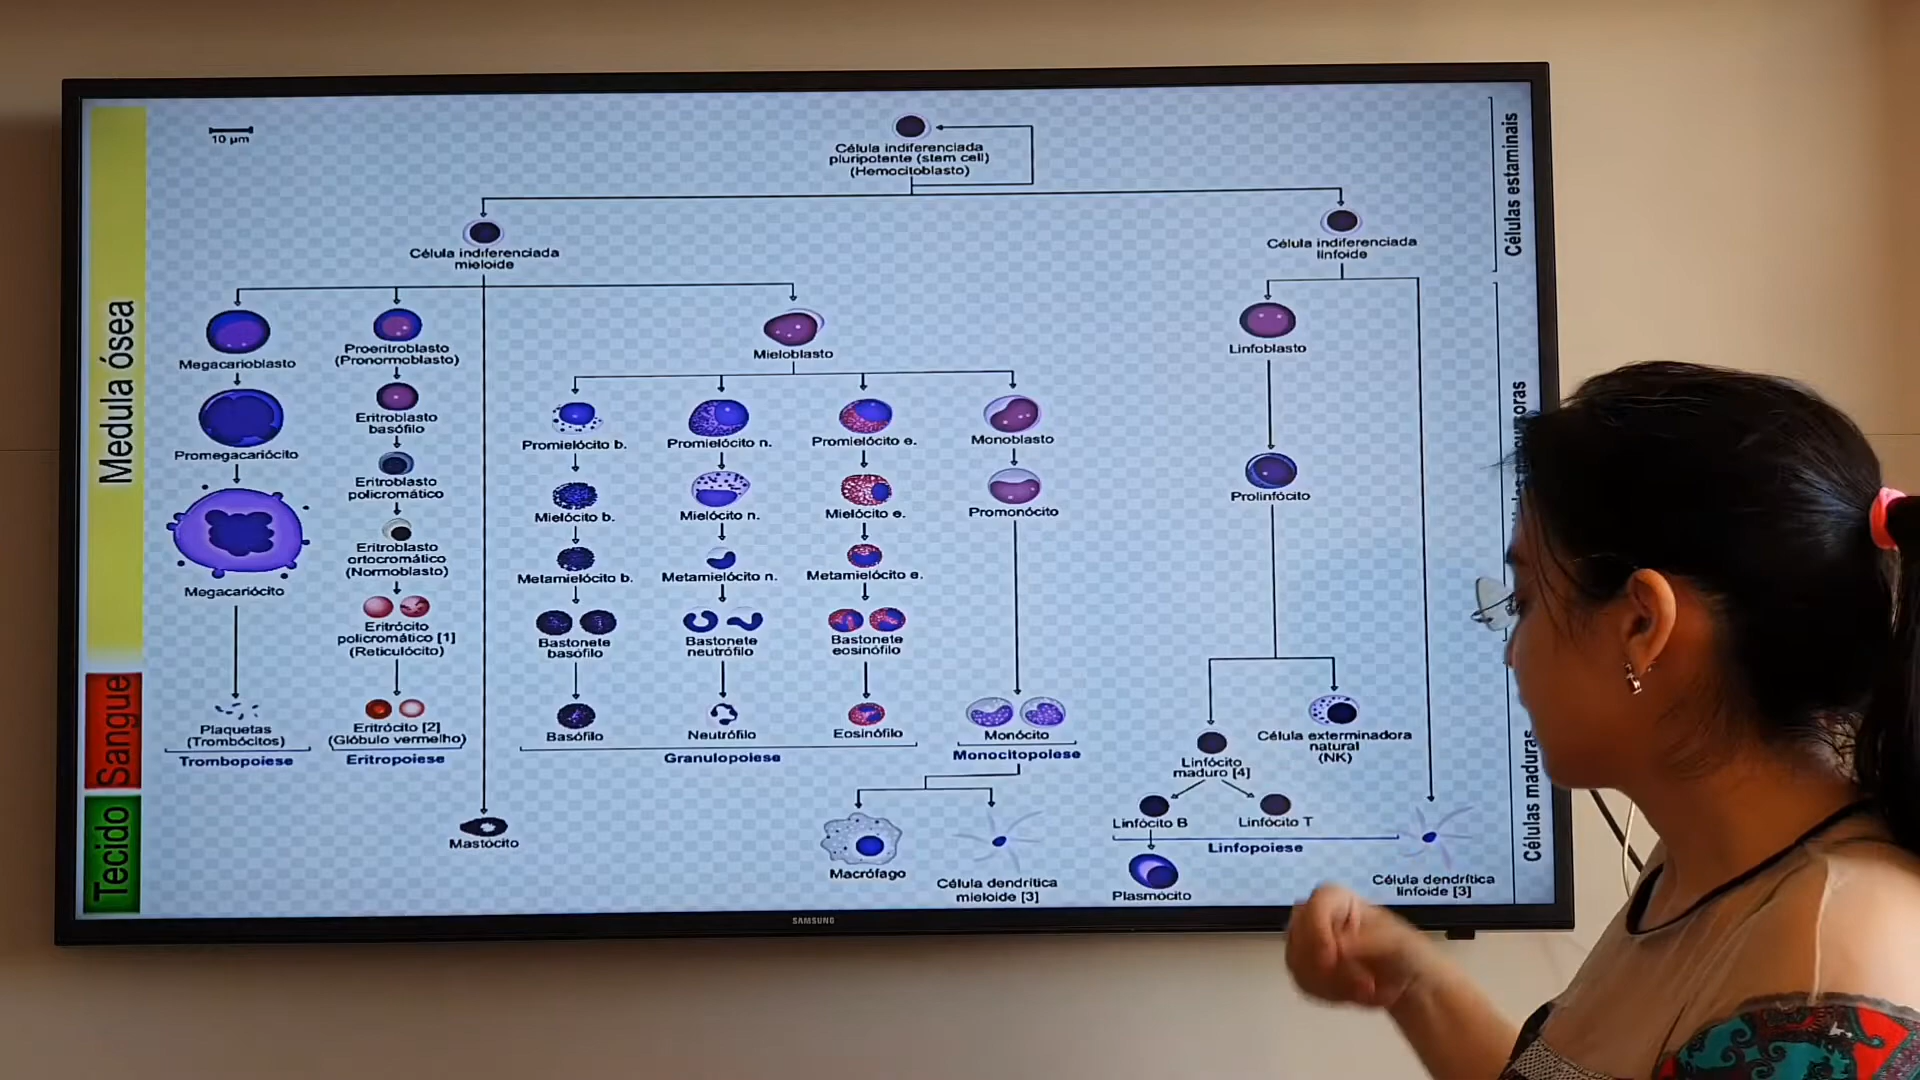 10 µm
Célula indiferenciada
pluripotente (stem cell)
(Hemocitoblasto)
Células estaminais
Célula indiferenciada
mieloide
Célula indiferenciada
linfoide
Medula ósea
Megacarioblasto
Proeritroblasto
(Pronormoblasto)
Mieloblasto
Linfoblasto
Promegacariócito
Eritroblasto
basófilo
Promielócito b.
Promielócito n.
Promielócito e.
Monoblasto
Eritroblasto
policromático
Mielócito b.
Mielócito n.
Mielócito e.
Promonócito
Prolinfócito
Megacariócito
Eritroblasto
ortocromático
(Normoblasto)
Metamielócito b.
Metamielócito n.
Metamielócito e.
Eritrócito
policromático [1]
(Reticulócito)
Bastonete
basófilo
Bastonete
neutrófilo
Bastonete
eosinófilo
Sangue
Plaquetas
(Trombócitos)
Trombopoiese
Eritrócito [2]
(Glóbulo vermelho)
Eritropoiese
Basófilo
Neutrófilo
Eosinófilo
Granulopoiese
Monócito
Monocitopoiese
Linfócito
maduro [4]
Célula exterminadora
natural
(NK)
Células maduras
Tecido
Mastócito
Macrófago
Célula dendrítica
mieloide [3]
Linfócito B
Linfócito T
Linfopoiese
Plasmócito
Célula dendrítica
linfoide [3]
SAMSUNG